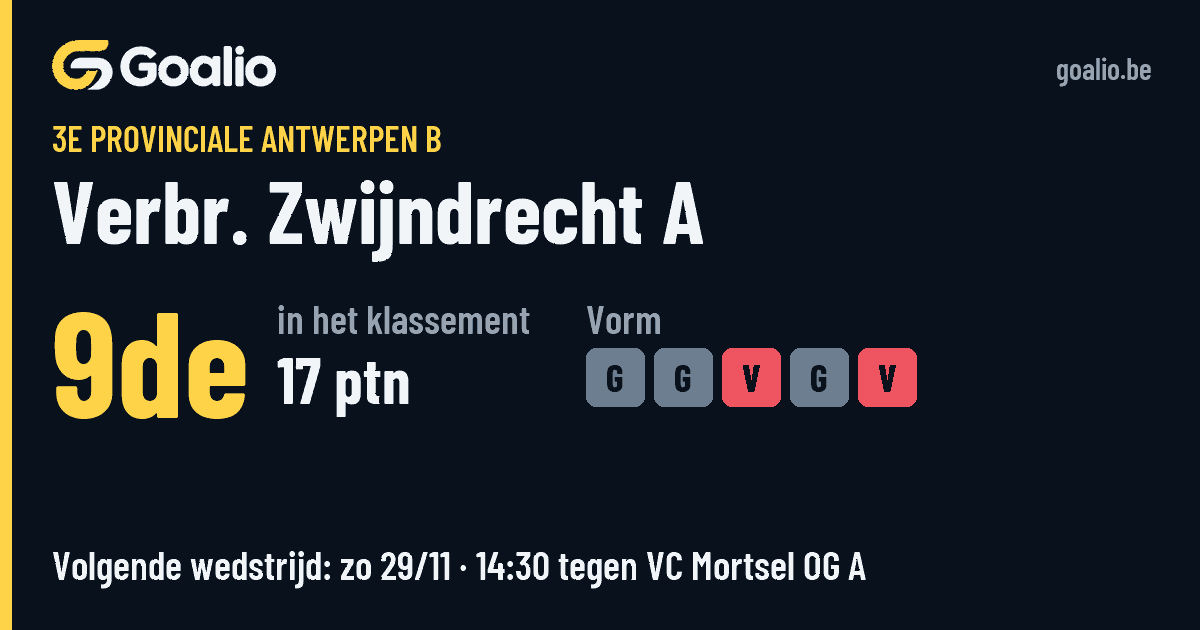 Goalio
goalio.be
3E PROVINCIALE ANTWERPEN B
Verbr. Zwijndrecht A
9de
in het klassement
17 ptn
Vorm
G G V G V
Volgende wedstrijd: zo 29/11 · 14:30 tegen VC Mortsel OG A